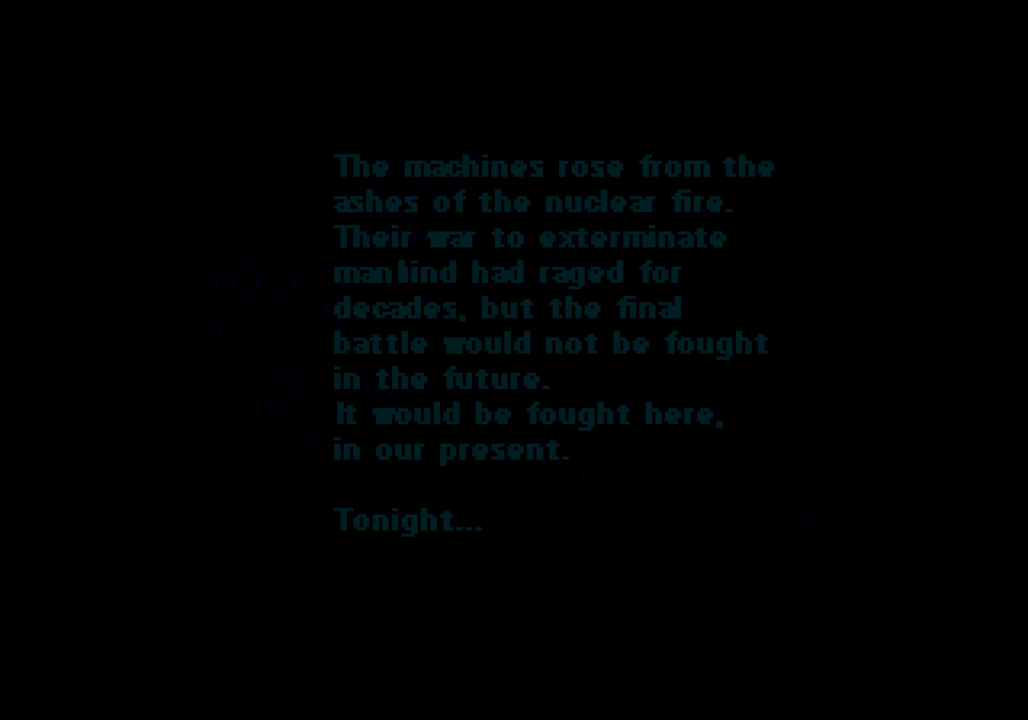 The machines rose from the
ashes of the nuclear fire.
Their war to exterminate
mankind had raged for
decades, but the final
battle would not be fought
in the future.
It would be fought here,
in our present.
Tonight...